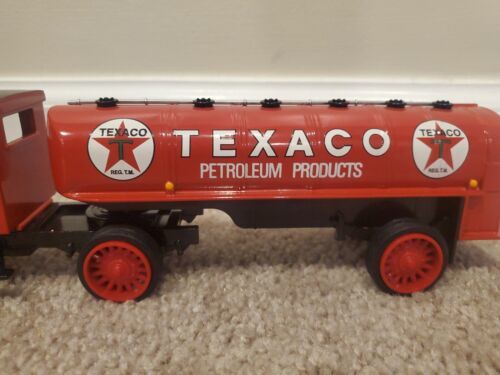 TEXACO
T
REG. T.M.
TEXACO
PETROLEUM PRODUCTS
TEXACO
T
REG. T.M.